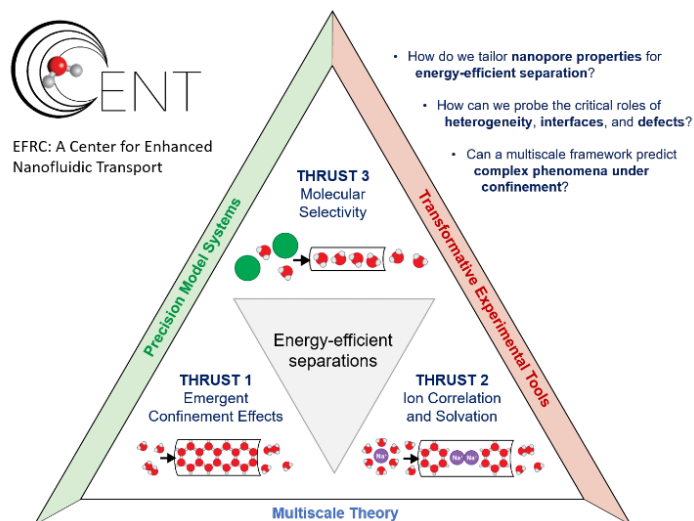 CENT
EFRC: A Center for Enhanced
Nanofluidic Transport
• How do we tailor nanopore properties for
energy-efficient separation?
• How can we probe the critical roles of
heterogeneity, interfaces, and defects?
• Can a multiscale framework predict
complex phenomena under
confinement?
Precision Model Systems
Transformative Experimental Tools
THRUST 3
Molecular
Selectivity
Energy-efficient
separations
THRUST 1
Emergent
Confinement Effects
THRUST 2
Ion Correlation
and Solvation
Na⁺
Na⁺ Na⁺
Multiscale Theory